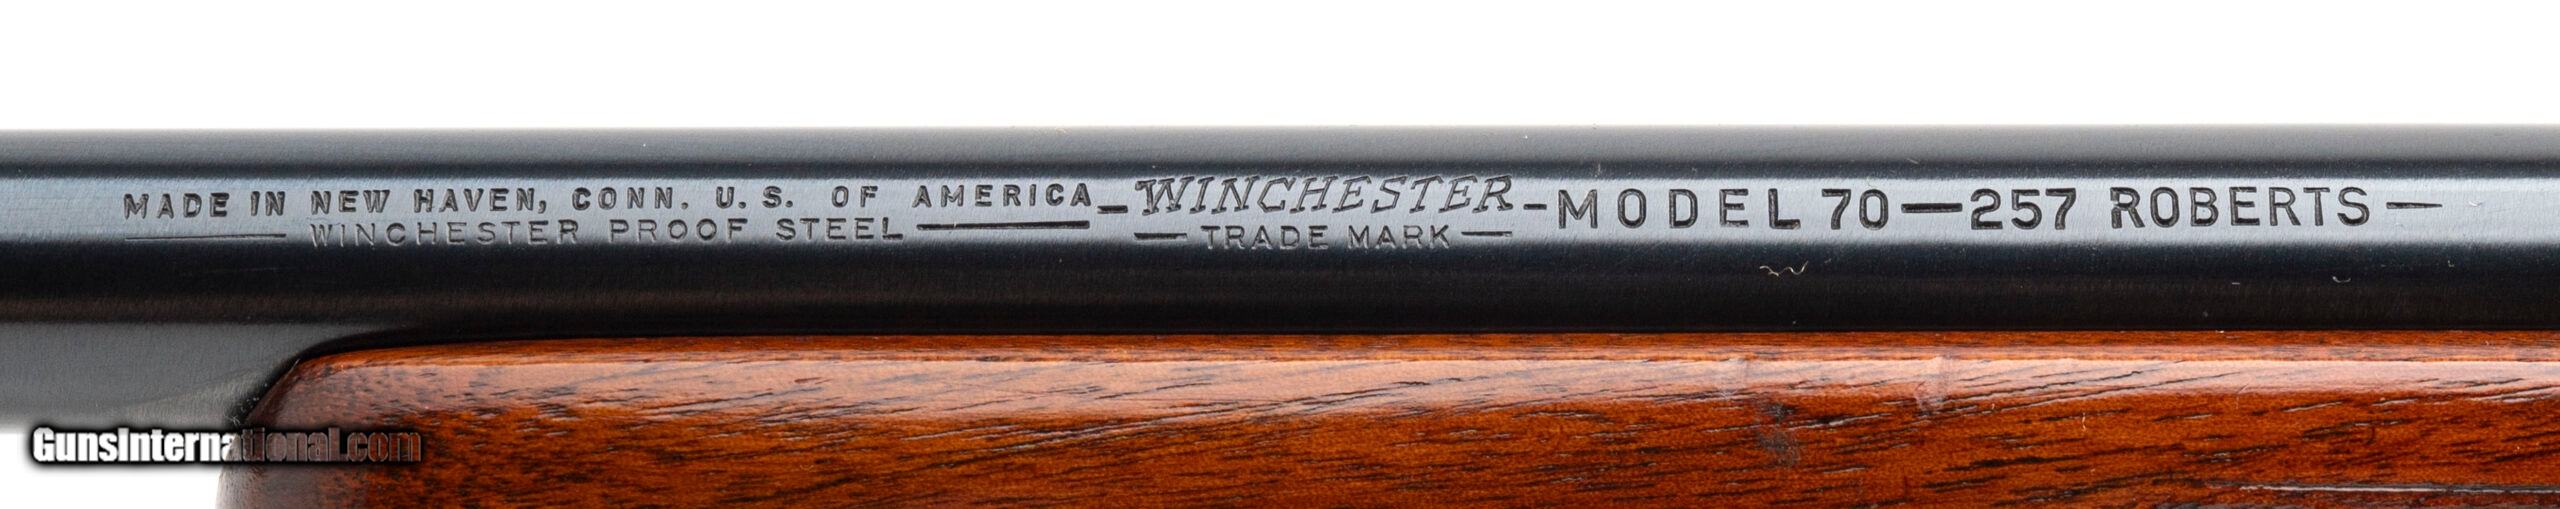 MADE IN NEW HAVEN, CONN. U.S. OF AMERICA—WINCHESTER—MODEL 70—257 ROBERTS—
—WINCHESTER PROOF STEEL— —TRADE MARK—
GunsInternational.com